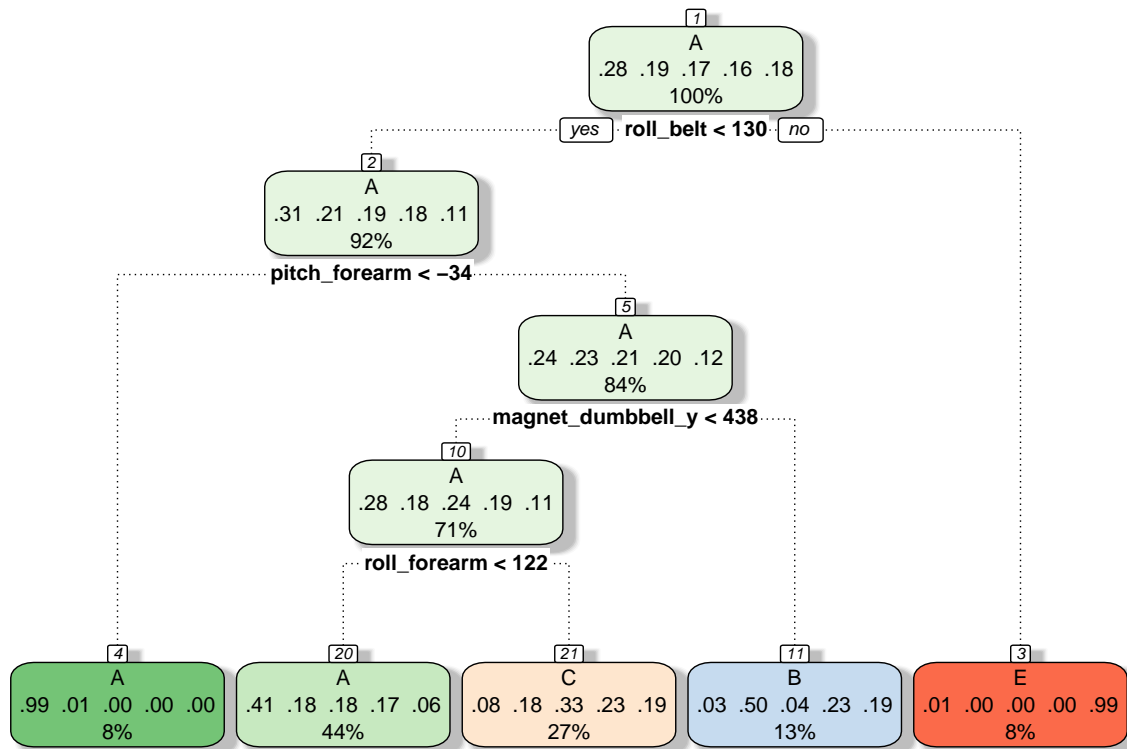 1
A
.28 .19 .17 .16 .18
100%
yes roll_belt < 130 no
2
A
.31 .21 .19 .18 .11
92%
pitch_forearm < −34
5
A
.24 .23 .21 .20 .12
84%
magnet_dumbbell_y < 438
10
A
.28 .18 .24 .19 .11
71%
roll_forearm < 122
4
A
.99 .01 .00 .00 .00
8%
20
A
.41 .18 .18 .17 .06
44%
21
C
.08 .18 .33 .23 .19
27%
11
B
.03 .50 .04 .23 .19
13%
3
E
.01 .00 .00 .00 .99
8%